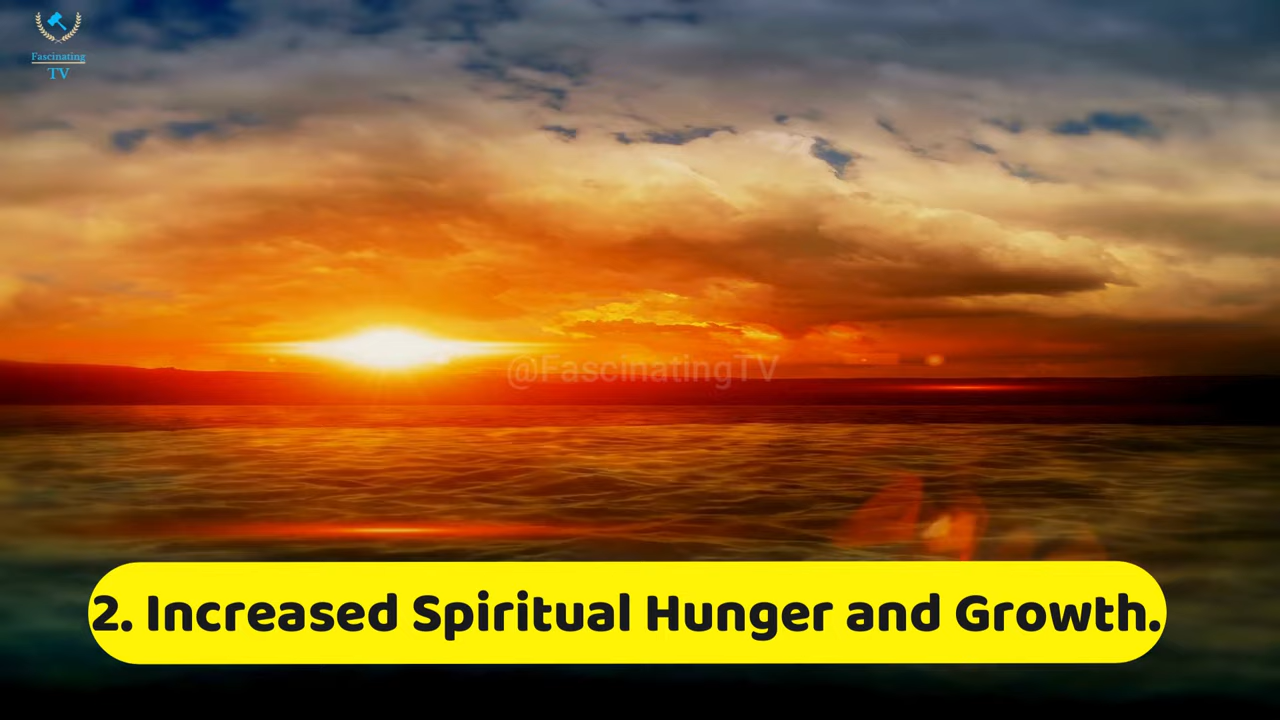 Fascinating
TV
@FascinatingTV
2. Increased Spiritual Hunger and Growth.